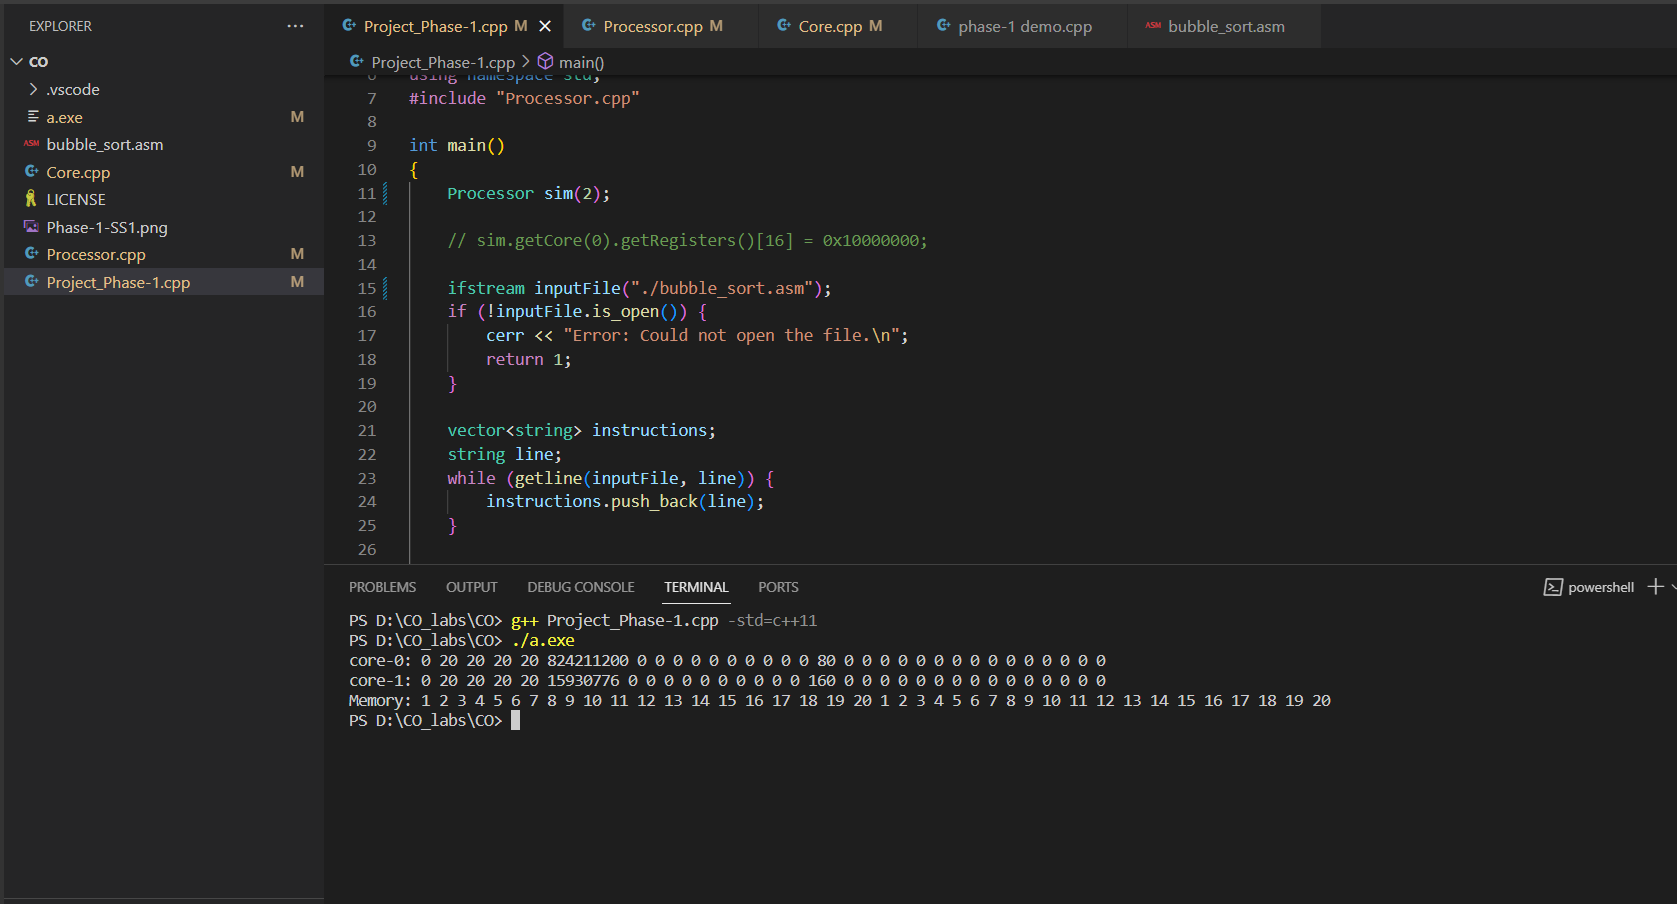 EXPLORER
CO
.vscode
a.exe M
bubble_sort.asm
Core.cpp M
LICENSE
Phase-1-SS1.png
Processor.cpp M
Project_Phase-1.cpp M
Project_Phase-1.cpp M Processor.cpp M Core.cpp M phase-1 demo.cpp ASM bubble_sort.asm
Project_Phase-1.cpp > main()
6 using namespace std;
7 #include "Processor.cpp"
8
9 int main()
10 {
11 Processor sim(2);
12
13 // sim.getCore(0).getRegisters()[16] = 0x10000000;
14
15 ifstream inputFile("./bubble_sort.asm");
16 if (!inputFile.is_open()) {
17 cerr << "Error: Could not open the file.\n";
18 return 1;
19 }
20
21 vector<string> instructions;
22 string line;
23 while (getline(inputFile, line)) {
24 instructions.push_back(line);
25 }
26
PROBLEMS OUTPUT DEBUG CONSOLE TERMINAL PORTS powershell
PS D:\CO_labs\CO> g++ Project_Phase-1.cpp -std=c++11
PS D:\CO_labs\CO> ./a.exe
core-0: 0 20 20 20 20 824211200 0 0 0 0 0 0 0 0 0 0 80 0 0 0 0 0 0 0 0 0 0 0 0 0 0 0
core-1: 0 20 20 20 20 15930776 0 0 0 0 0 0 0 0 0 0 160 0 0 0 0 0 0 0 0 0 0 0 0 0 0 0
Memory: 1 2 3 4 5 6 7 8 9 10 11 12 13 14 15 16 17 18 19 20 1 2 3 4 5 6 7 8 9 10 11 12 13 14 15 16 17 18 19 20
PS D:\CO_labs\CO>